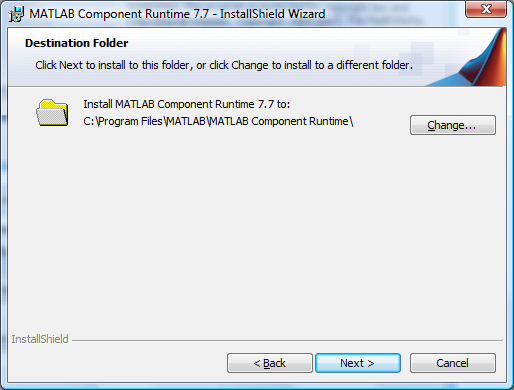 MATLAB Component Runtime 7.7 - InstallShield Wizard
Destination Folder
Click Next to install to this folder, or click Change to install to a different folder.
Install MATLAB Component Runtime 7.7 to:
C:\Program Files\MATLAB\MATLAB Component Runtime\
Change...
InstallShield
< Back
Next >
Cancel